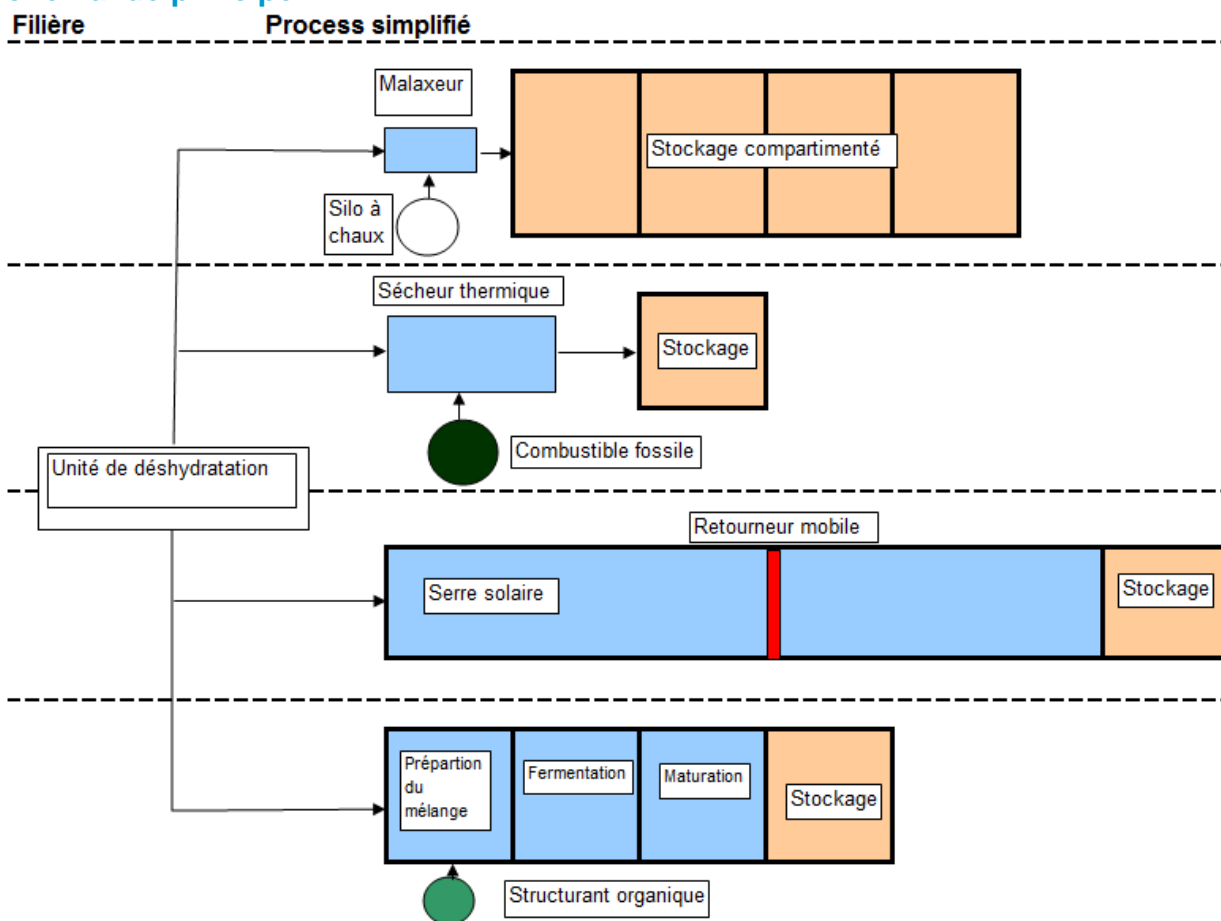 Filière Process simplifié
Malaxeur
Stockage compartimenté
Silo à
chaux
Sécheur thermique
Stockage
Combustible fossile
Unité de déshydratation
Retourneur mobile
Serre solaire
Stockage
Prépartion
du
mélange
Fermentation
Maturation
Stockage
Structurant organique